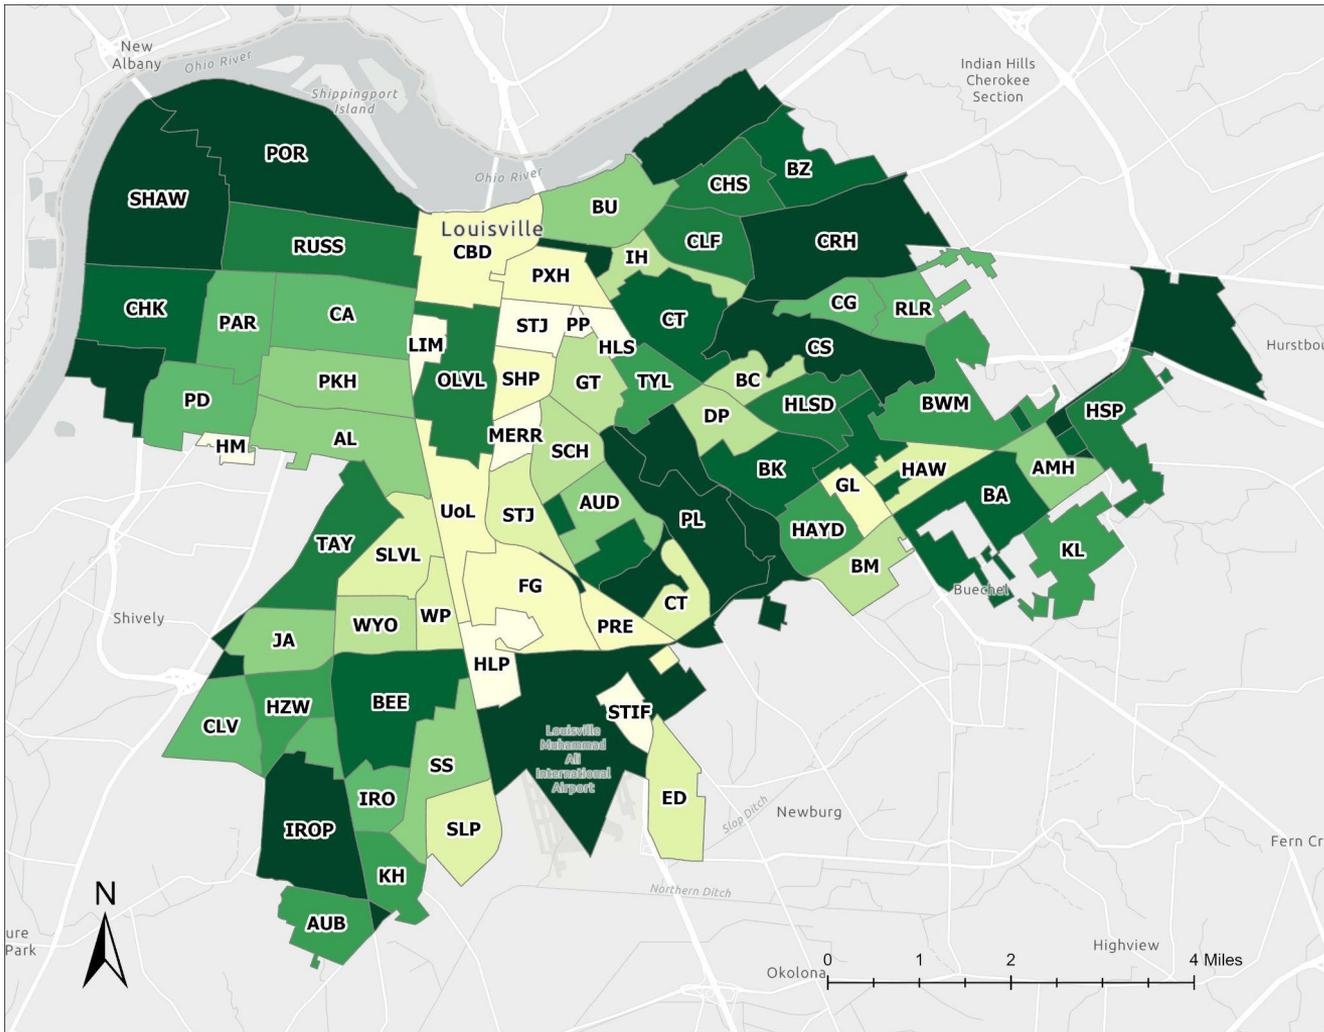 New
Albany
Ohio River
Shippingport
Island
Indian Hills
Cherokee
Section
POR
BZ
Ohio River
CHS
SHAW
BU
Louisville
CBD
RUSS
IH
CLF
CRH
PXH
CHK
PAR
CA
STJ
PP
CT
CG
RLR
LIM
HLS
CS
Hurstbou
PKH
OLVL
SHP
GT
TYL
BC
PD
DP
HLSD
BWM
HSP
HM
AL
MERR
SCH
BK
HAW
AMH
GL
BA
UoL
STJ
AUD
PL
HAYD
TAY
SLVL
BM
KL
FG
Buechel
CT
Shively
JA
WYO
WP
PRE
HLP
BEE
HZW
STIF
CLV
Louisville
Muhammad
Ali
International
Airport
SS
IRO
ED
Slop Ditch
Newburg
IROP
SLP
Fern Cr
KH
Northern Ditch
N
AUB
ure
Park
Highview
Okolona
0 1 2 4 Miles